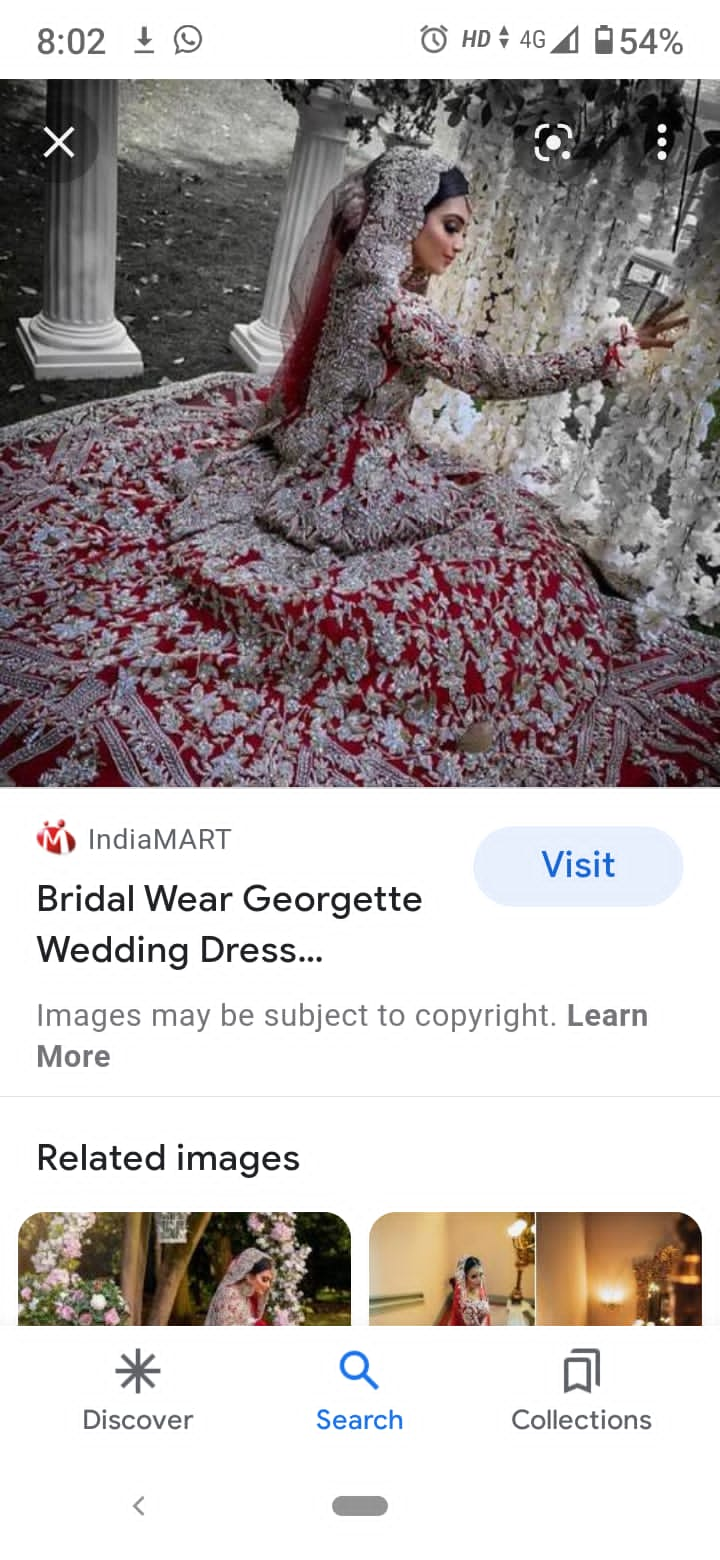 8:02 HD 4G 54%
IndiaMART
Visit
Bridal Wear Georgette
Wedding Dress...
Images may be subject to copyright. Learn
More
Related images
Discover Search Collections